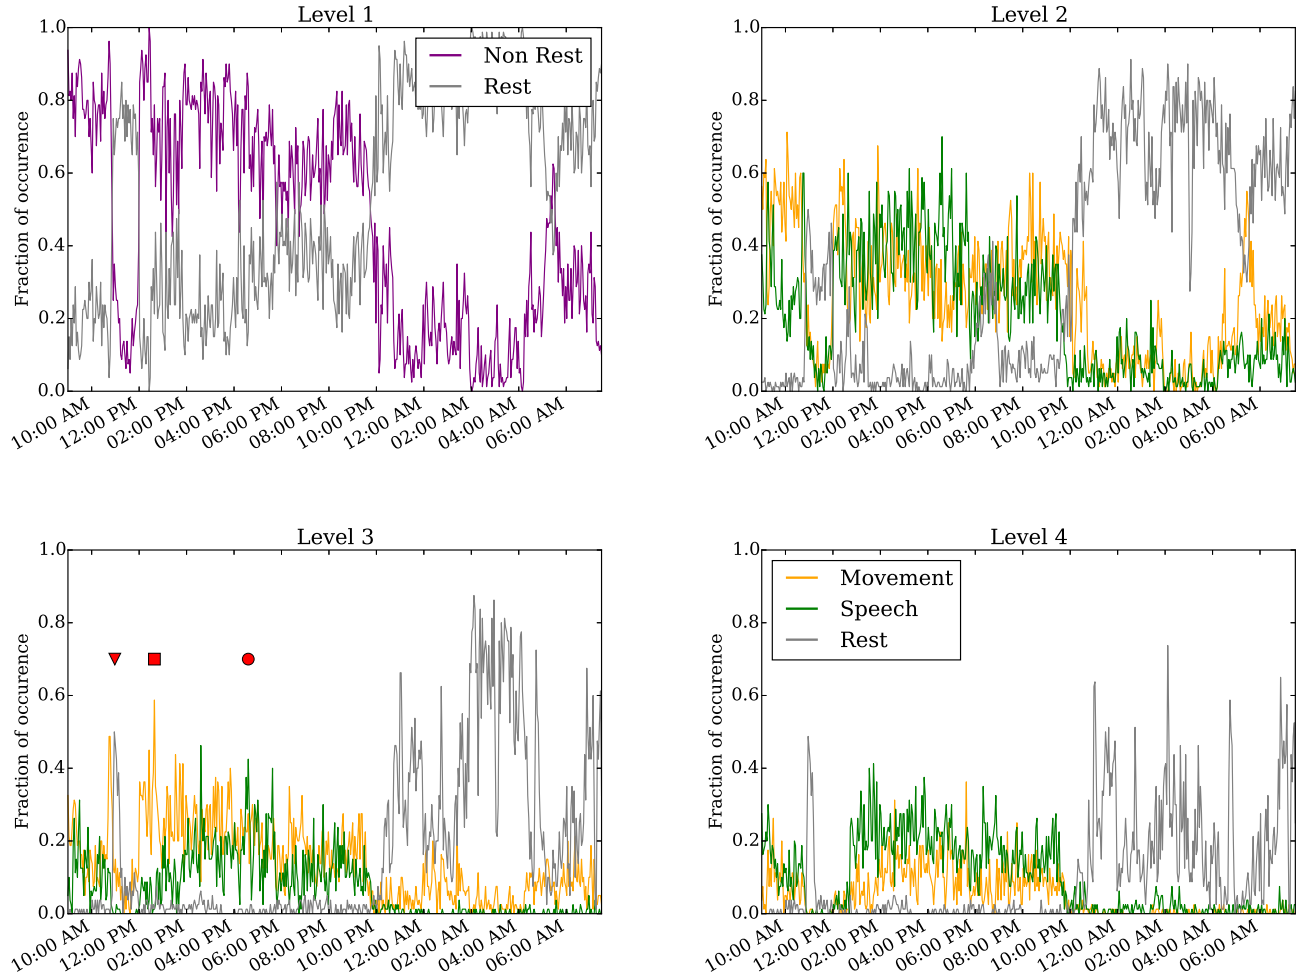 Level 1
Fraction of occurence
1.0
0.8
0.6
0.4
0.2
0.0
Non Rest
Rest
10:00 AM
12:00 PM
02:00 PM
04:00 PM
06:00 PM
08:00 PM
10:00 PM
12:00 AM
02:00 AM
04:00 AM
06:00 AM
Level 2
Fraction of occurence
1.0
0.8
0.6
0.4
0.2
0.0
10:00 AM
12:00 PM
02:00 PM
04:00 PM
06:00 PM
08:00 PM
10:00 PM
12:00 AM
02:00 AM
04:00 AM
06:00 AM
Level 3
Fraction of occurence
1.0
0.8
0.6
0.4
0.2
0.0
10:00 AM
12:00 PM
02:00 PM
04:00 PM
06:00 PM
08:00 PM
10:00 PM
12:00 AM
02:00 AM
04:00 AM
06:00 AM
Level 4
Fraction of occurence
1.0
0.8
0.6
0.4
0.2
0.0
Movement
Speech
Rest
10:00 AM
12:00 PM
02:00 PM
04:00 PM
06:00 PM
08:00 PM
10:00 PM
12:00 AM
02:00 AM
04:00 AM
06:00 AM